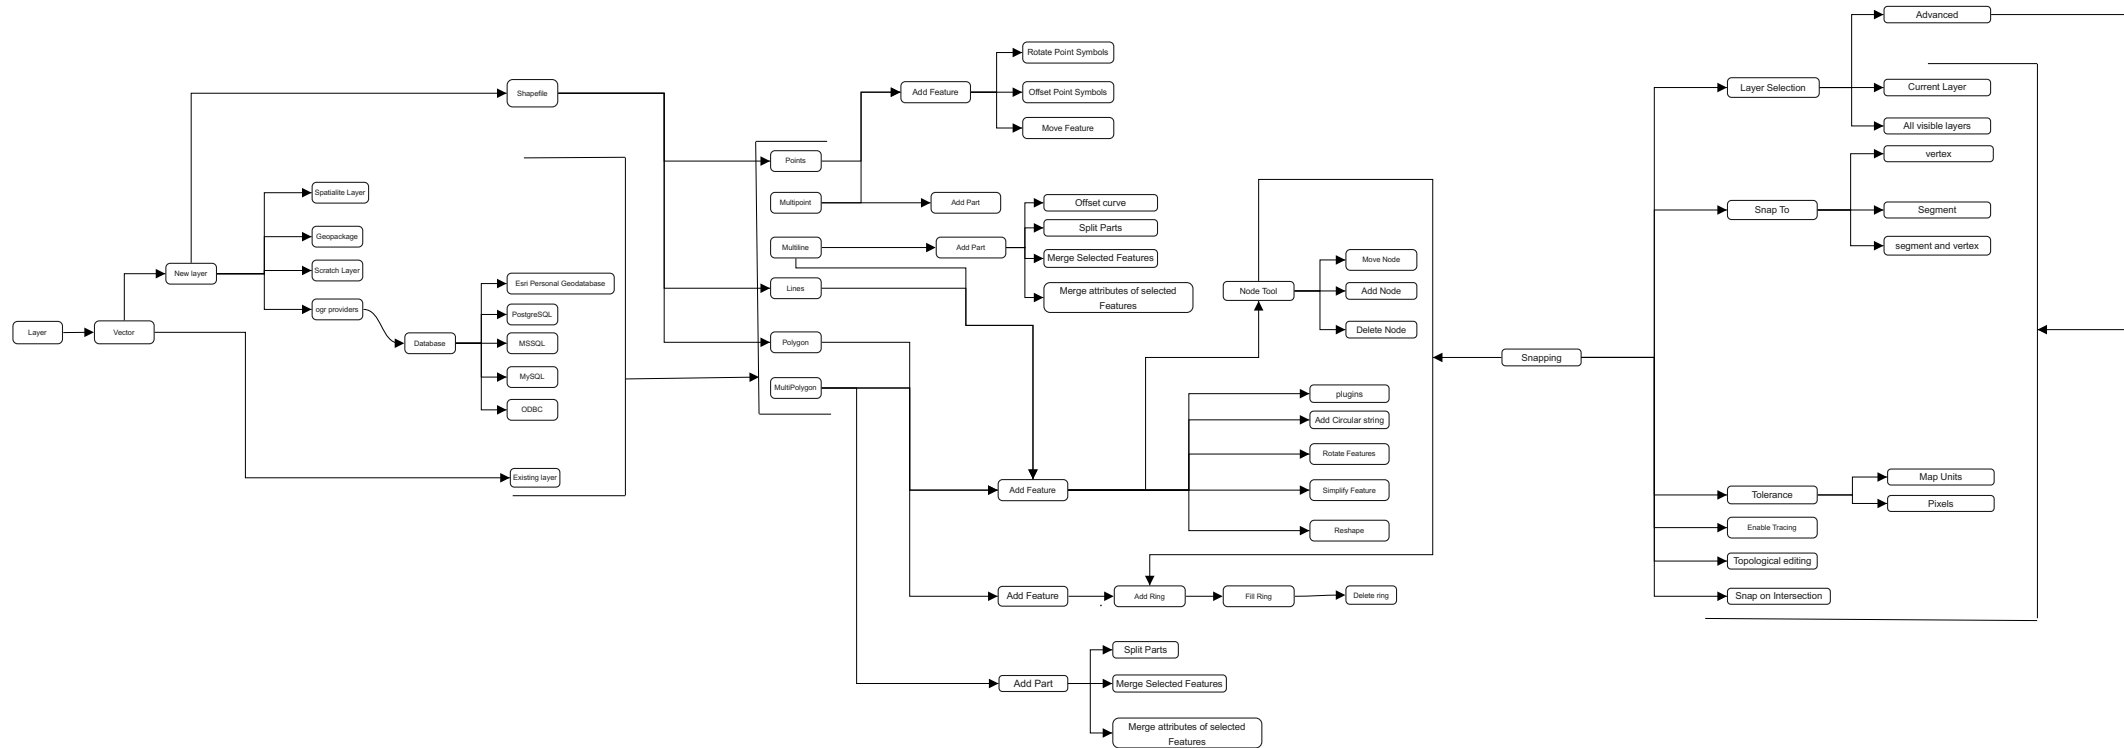 Layer
Vector
New layer
Spatialite Layer
Geopackage
Scratch Layer
ogr providers
Database
Shapefile
Esri Personal Geodatabase
PostgreSQL
MSSQL
MySQL
ODBC
Existing layer
Points
Multipoint
Multiline
Lines
Polygon
MultiPolygon
Add Feature
Rotate Point Symbols
Offset Point Symbols
Move Feature
Add Part
Add Part
Offset curve
Split Parts
Merge Selected Features
Merge attributes of selected
Features
Add Feature
Node Tool
Move Node
Add Node
Delete Node
plugins
Add Circular string
Rotate Features
Simplify Feature
Reshape
Add Feature
Add Ring
Fill Ring
Delete ring
Add Part
Split Parts
Merge Selected Features
Merge attributes of selected
Features
Snapping
Layer Selection
Advanced
Current Layer
All visible layers
Snap To
vertex
Segment
segment and vertex
Tolerance
Map Units
Pixels
Enable Tracing
Topological editing
Snap on Intersection